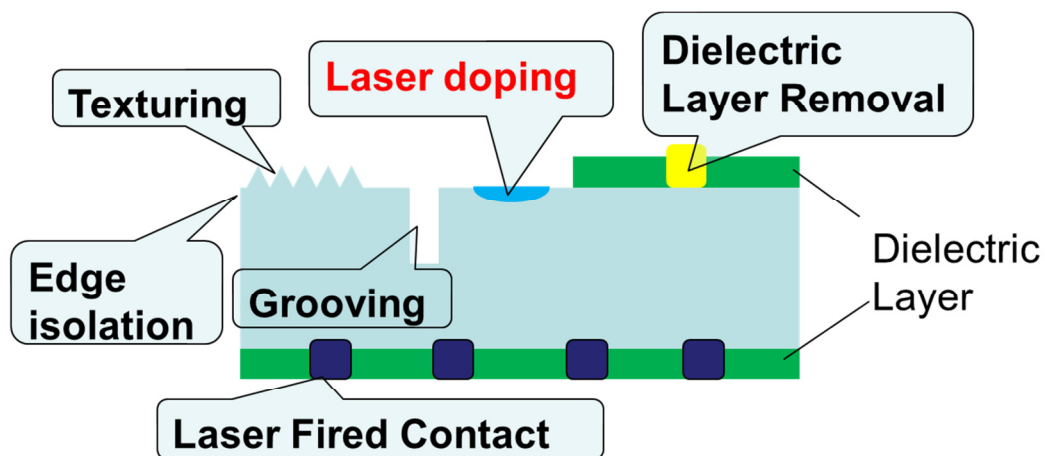 Texturing
Laser doping
Dielectric
Layer Removal
Edge
isolation
Grooving
Dielectric
Layer
Laser Fired Contact